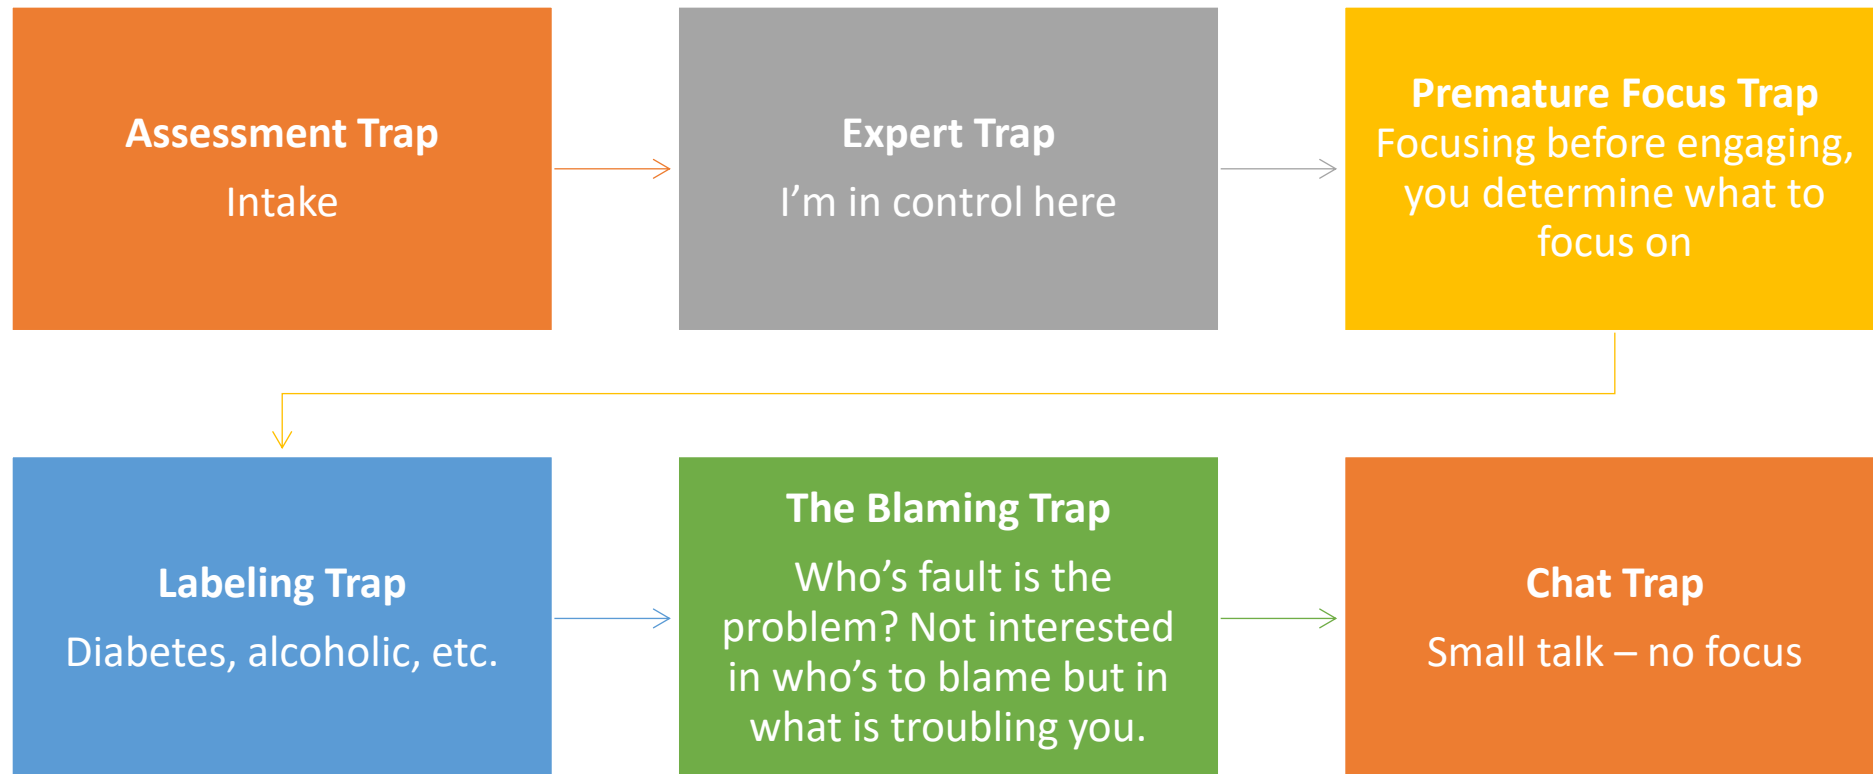 Assessment Trap
Intake
Expert Trap
I’m in control here
Premature Focus Trap
Focusing before engaging,
you determine what to
focus on
Labeling Trap
Diabetes, alcoholic, etc.
The Blaming Trap
Who’s fault is the
problem? Not interested
in who’s to blame but in
what is troubling you.
Chat Trap
Small talk – no focus